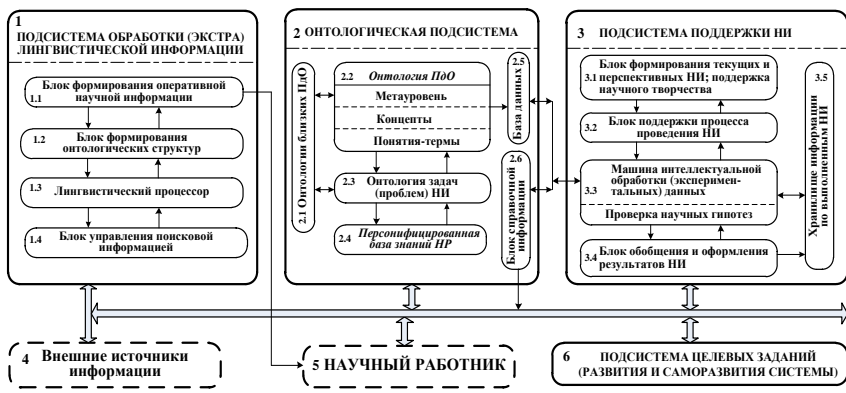 1
ПОДСИСТЕМА ОБРАБОТКИ (ЭКСТРА)
ЛИНГВИСТИЧЕСКОЙ ИНФОРМАЦИИ
Блок формирования оперативной
1.1 научной информации
1.2 Блок формирования
онтологических структур
1.3 Лингвистический процессор
1.4 Блок управления поисковой
информацией
2 ОНТОЛОГИЧЕСКАЯ ПОДСИСТЕМА
2.1 Онтологии близких ПдО
2.2 Онтология ПдО
Метауровень
Концепты
Понятия-термы
2.3 Онтология задач
(проблем) НИ
2.4 Персонифицированная
база знаний НР
2.5
База данных
2.6
Блок справочной
информации
3 ПОДСИСТЕМА ПОДДЕРЖКИ НИ
Блок формирования текущих и
3.1 перспективных НИ; поддержка
научного творчества
3.2 Блок поддержки процесса
проведения НИ
Машина интеллектуальной
обработки (эксперимен-
3.3 тальных) данных
Проверка научных гипотез
3.4 Блок обобщения и оформления
результатов НИ
3.5
Хранилище информации
по выполненным НИ
4 Внешние источники
информации
5 НАУЧНЫЙ РАБОТНИК
6 ПОДСИСТЕМА ЦЕЛЕВЫХ ЗАДАНИЙ
(РАЗВИТИЯ И САМОРАЗВИТИЯ СИСТЕМЫ)